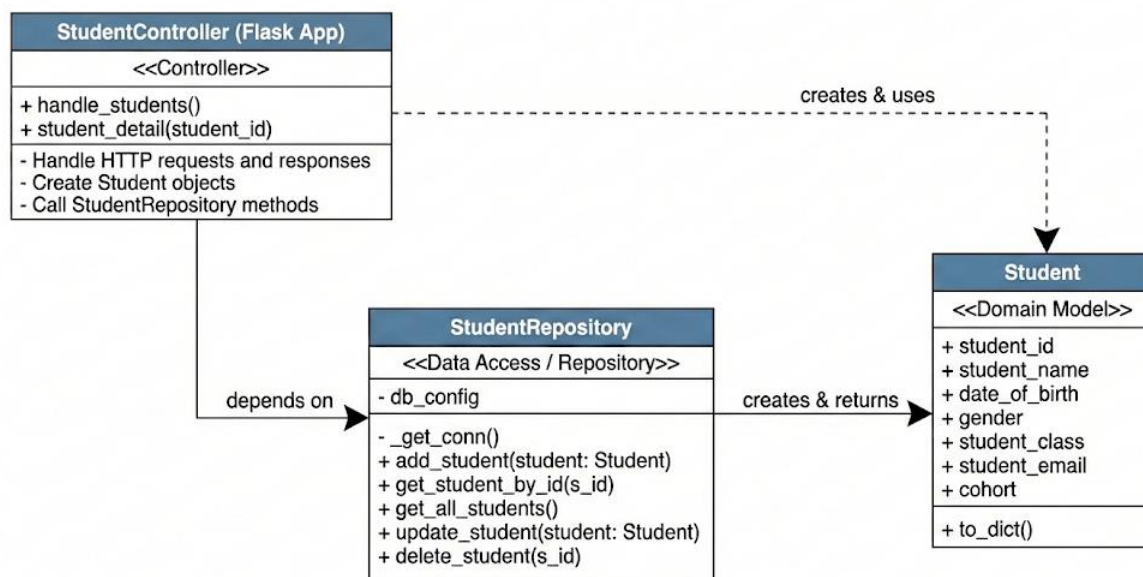 StudentController (Flask App)
<<Controller>>
+ handle_students()
+ student_detail(student_id)
- Handle HTTP requests and responses
- Create Student objects
- Call StudentRepository methods
creates & uses
depends on
StudentRepository
<<Data Access / Repository>>
- db_config
- _get_conn()
+ add_student(student: Student)
+ get_student_by_id(s_id)
+ get_all_students()
+ update_student(student: Student)
+ delete_student(s_id)
creates & returns
Student
<<Domain Model>>
+ student_id
+ student_name
+ date_of_birth
+ gender
+ student_class
+ student_email
+ cohort
+ to_dict()